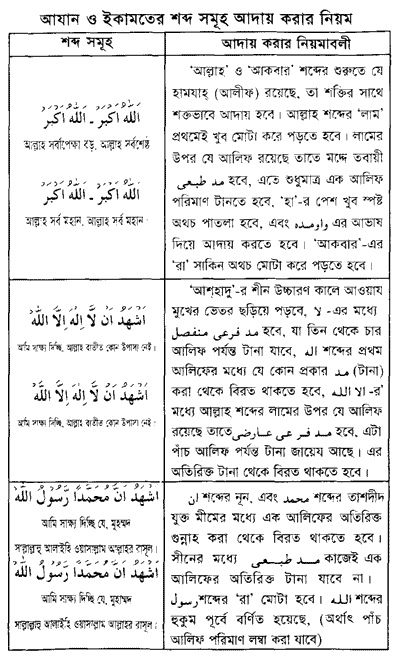 আযান ও ইকামতের শব্দ সমূহ আদায় করার নিয়ম
শব্দ সমূহ
আদায় করার নিয়মাবলী
اَللّٰهُ اَكْبَرْ ـ اَللّٰهُ اَكْبَرْ
আল্লাহ সর্বাপেক্ষা বড়, আল্লাহ সর্বশ্রেষ্ঠ
اَللّٰهُ اَكْبَرْ ـ اَللّٰهُ اَكْبَرْ
আল্লাহ সর্ব মহান, আল্লাহ সর্ব মহান.
'আল্লাহ' ও 'আকবার' শব্দের শুরুতে যে
হামযাহ্ (আলীফ) রয়েছে, তা শক্তির সাথে
শক্তভাবে আদায় হবে। আল্লাহ শব্দের 'লাম'
প্রথমেই খুব মোটা করে পড়তে হবে। লামের
উপর যে আলিফ রয়েছে তাতে মদ্দে তবায়ী
مد طبعى হবে, এতে শুধুমাত্র এক আলিফ
পরিমাণ টানতে হবে, 'হা'-র পেশ খুব স্পষ্ট
অথচ পাতলা হবে, এবং واومده এর আভাষ
দিয়ে আদায় করতে হবে। 'আকবার'-এর
'রা' সাকিন অথচ মোটা করে পড়তে হবে।
اَشْهَدُ اَنْ لَّا اِلٰهَ اِلَّا اللّٰهُ
আমি সাক্ষ্য দিচ্ছি, আল্লাহ ব্যতীত কোন উপাস্য নেই।
اَشْهَدُ اَنْ لَّا اِلٰهَ اِلَّا اللّٰهُ
আমি সাক্ষ্য দিচ্ছি, আল্লাহ ব্যতীত কোন উপাস্য নেই.
'আশ্হাদু'-র শীন উচ্চারণ কালে আওয়ায
মুখের ভেতর ছড়িয়ে পড়বে, لا -এর মধ্যে
مد فرعى منفصل হবে, যা তিন থেকে চার
আলিফ পর্যন্ত টানা যাবে, اله শব্দের প্রথম
আলিফের মধ্যে যে কোন প্রকার مد (টানা)
করা থেকে বিরত থাকতে হবে, الا الله -র'
মধ্যে আল্লাহ শব্দের লামের উপর যে আলিফ
রয়েছে তাতে مد فرعى عارضى হবে, এটা
পাঁচ আলিফ পর্যন্ত টানা জায়েয আছে। এর
অতিরিক্ত টানা থেকে বিরত থাকতে হবে।
اَشْهَدُ اَنَّ مُحَمَّدًا رَّسُوْلُ اللّٰهُ
আমি সাক্ষ্য দিচ্ছি যে, মুহম্মদ
সাল্লাল্লাহু আলাইহি ওয়াসাল্লাম আল্লাহর রাসূল।
اَشْهَدُ اَنَّ مُحَمَّدًا رَّسُوْلُ اللّٰهُ
আমি সাক্ষ্য দিচ্ছি যে, মুহাম্মদ
সাল্লাল্লাহু আলাইহি ওয়াসাল্লাম আল্লাহর রাসূল.
ان শব্দের নূন, এবং محمد শব্দের তাশদীদ
যুক্ত মীমের মধ্যে এক আলিফের অতিরিক্ত
গুন্নাহ করা থেকে বিরত থাকতে হবে।
সীনের মধ্যে مد طبعى কাজেই এক
আলিফের অতিরিক্ত টানা যাবে না।
رسول শব্দের 'রা' মোটা হবে। الله শব্দের
হুকুম পূর্বে বর্ণিত হয়েছে, (অর্থাৎ পাঁচ
আলিফ পরিমাণ লম্বা করা যাবে)